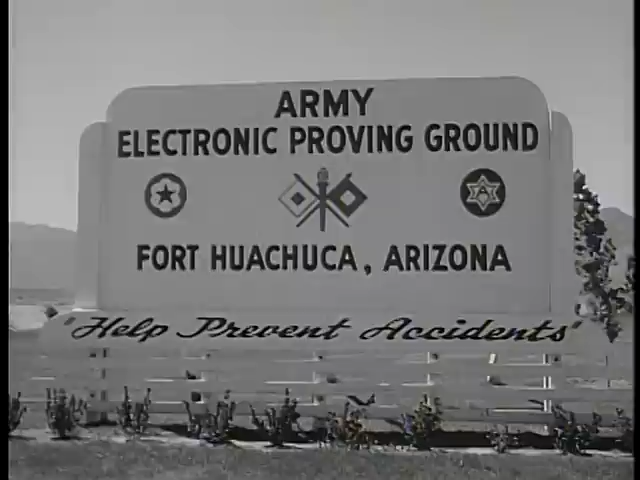 ARMY
ELECTRONIC PROVING GROUND
FORT HUACHUCA, ARIZONA
"Help Prevent Accidents"